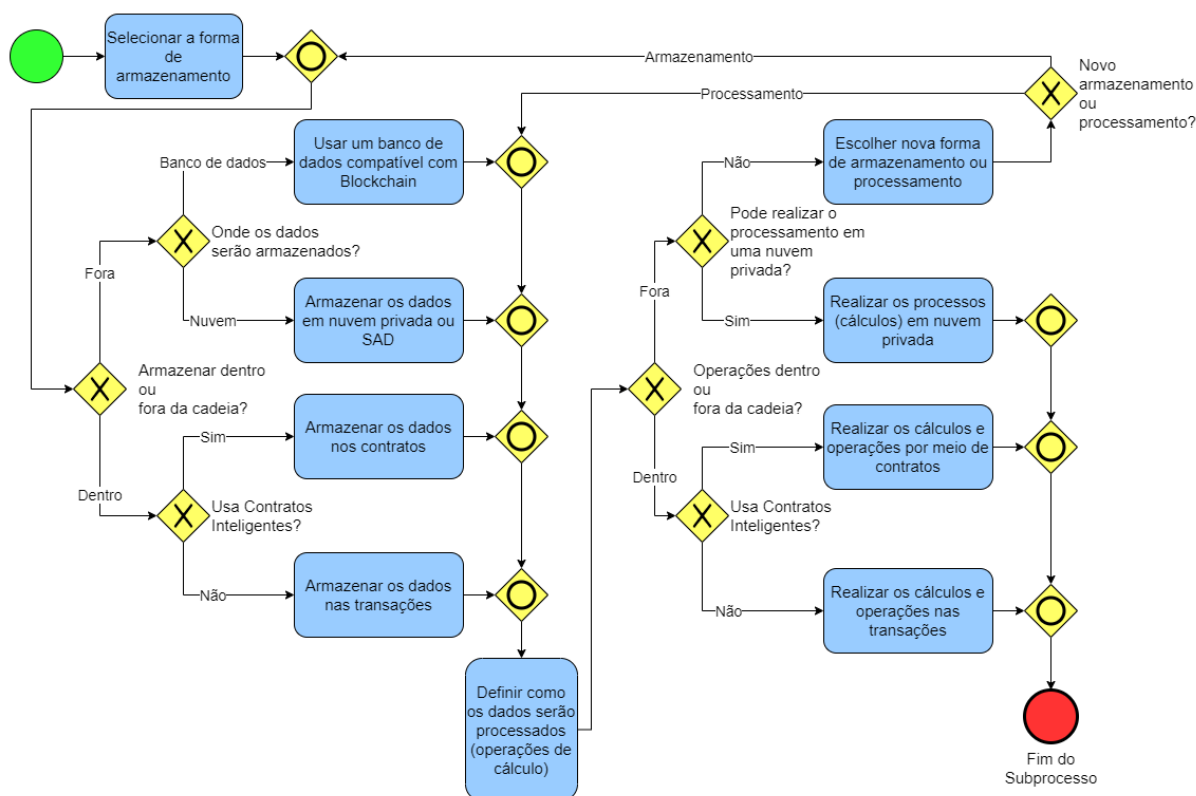 Selecionar a forma
de
armazenamento
Armazenamento
Novo
armazenamento
ou
processamento?
Processamento
Banco de dados
Usar um banco de
dados compatível com
Blockchain
Não
Escolher nova forma
de armazenamento ou
processamento
Onde os dados
serão armazenados?
Pode realizar o
processamento em
uma nuvem
privada?
Fora
Fora
Nuvem
Armazenar os dados
em nuvem privada ou
SAD
Sim
Realizar os processos
(cálculos) em nuvem
privada
Armazenar dentro
ou
fora da cadeia?
Operações dentro
ou
fora da cadeia?
Sim
Armazenar os dados
nos contratos
Sim
Realizar os cálculos e
operações por meio de
contratos
Dentro
Dentro
Usa Contratos
Inteligentes?
Usa Contratos
Inteligentes?
Não
Armazenar os dados
nas transações
Não
Realizar os cálculos e
operações nas
transações
Definir como
os dados serão
processados
(operações de
cálculo)
Fim do
Subprocesso